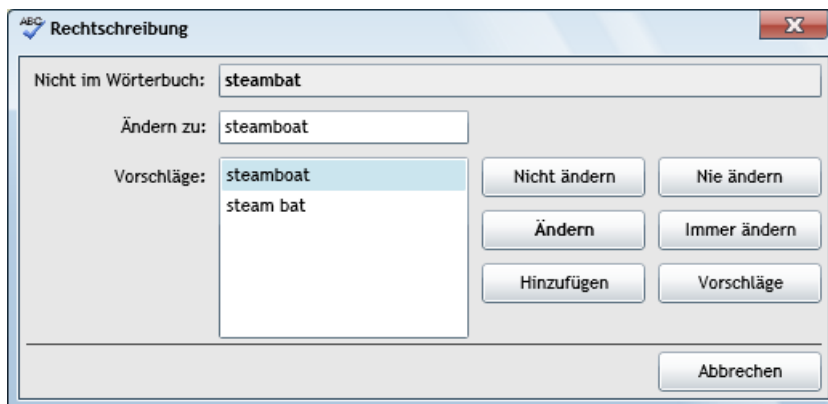 ABC
Rechtschreibung
Nicht im Wörterbuch: steambat
Ändern zu: steamboat
Vorschläge: steamboat
steam bat
Nicht ändern Nie ändern
Ändern Immer ändern
Hinzufügen Vorschläge
Abbrechen